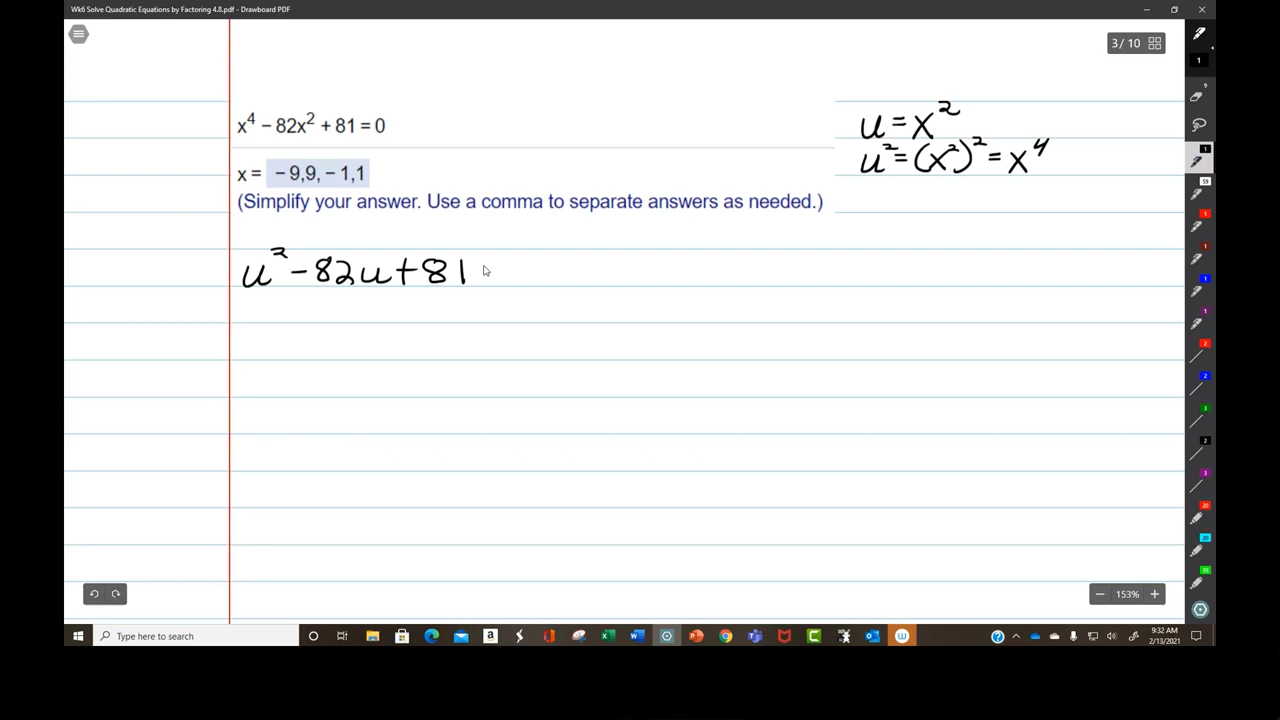 Wk6 Solve Quadratic Equations by Factoring 4.8.pdf - Drawboard PDF
3 / 10
u = x²
x⁴ − 82x² + 81 = 0
u² = (x²)² = x⁴
x = − 9,9, − 1,1
(Simplify your answer. Use a comma to separate answers as needed.)
u² − 82u + 81
153%
Type here to search
9:32 AM
2/13/2021